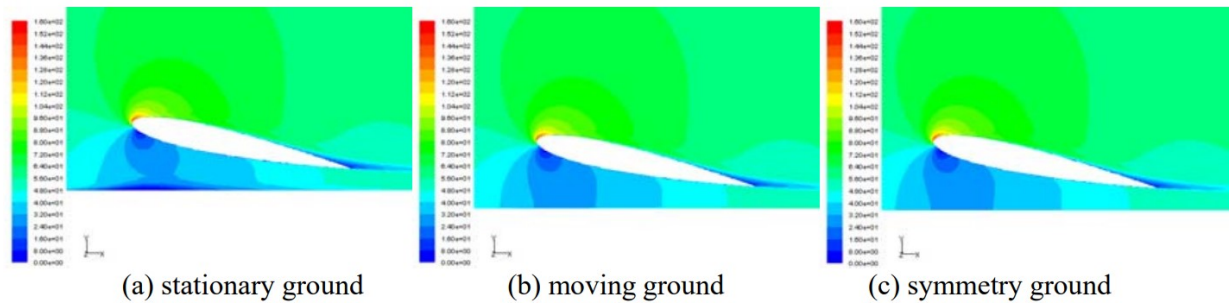 1.60e+02
1.52e+02
1.44e+02
1.36e+02
1.28e+02
1.20e+02
1.12e+02
1.04e+02
9.60e+01
8.80e+01
8.00e+01
7.20e+01
6.40e+01
5.60e+01
4.80e+01
4.00e+01
3.20e+01
2.40e+01
1.60e+01
8.00e+00
0.00e+00
Y
Z X
(a) stationary ground
1.60e+02
1.52e+02
1.44e+02
1.36e+02
1.28e+02
1.20e+02
1.12e+02
1.04e+02
9.60e+01
8.80e+01
8.00e+01
7.20e+01
6.40e+01
5.60e+01
4.80e+01
4.00e+01
3.20e+01
2.40e+01
1.60e+01
8.00e+00
0.00e+00
Y
Z X
(b) moving ground
1.60e+02
1.52e+02
1.44e+02
1.36e+02
1.28e+02
1.20e+02
1.12e+02
1.04e+02
9.60e+01
8.80e+01
8.00e+01
7.20e+01
6.40e+01
5.60e+01
4.80e+01
4.00e+01
3.20e+01
2.40e+01
1.60e+01
8.00e+00
0.00e+00
Y
Z X
(c) symmetry ground